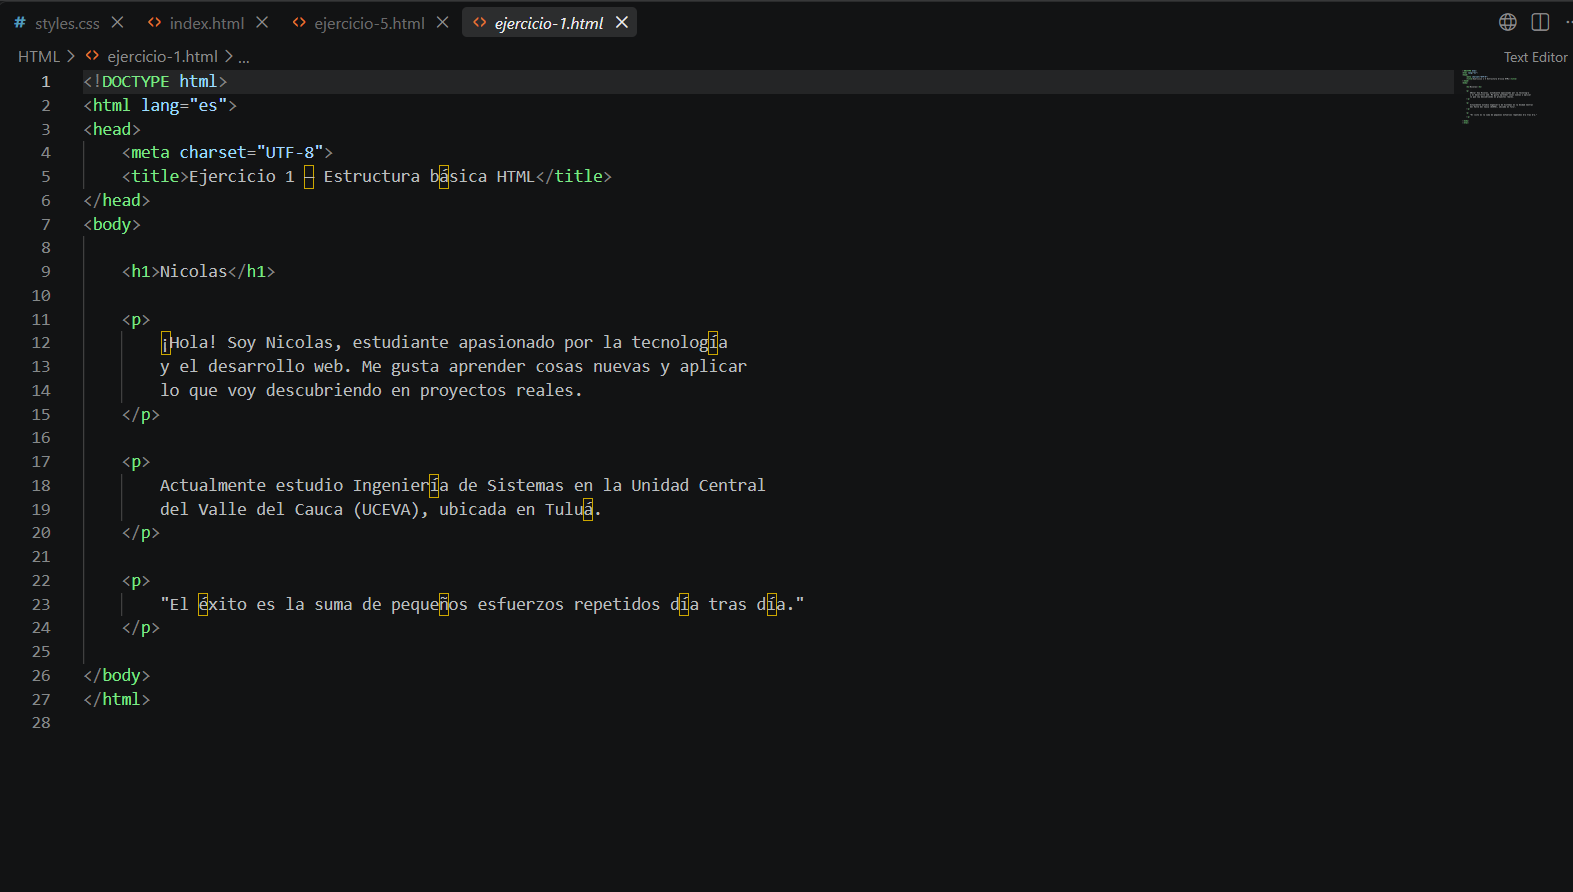 # styles.css × <> index.html × <> ejercicio-5.html × <> ejercicio-1.html ×
HTML > <> ejercicio-1.html > ... Text Editor
1 <!DOCTYPE html>
2 <html lang="es">
3 <head>
4 <meta charset="UTF-8">
5 <title>Ejercicio 1 – Estructura básica HTML</title>
6 </head>
7 <body>
8
9 <h1>Nicolas</h1>
10
11 <p>
12 ¡Hola! Soy Nicolas, estudiante apasionado por la tecnología
13 y el desarrollo web. Me gusta aprender cosas nuevas y aplicar
14 lo que voy descubriendo en proyectos reales.
15 </p>
16
17 <p>
18 Actualmente estudio Ingeniería de Sistemas en la Unidad Central
19 del Valle del Cauca (UCEVA), ubicada en Tuluá.
20 </p>
21
22 <p>
23 "El éxito es la suma de pequeños esfuerzos repetidos día tras día."
24 </p>
25
26 </body>
27 </html>
28